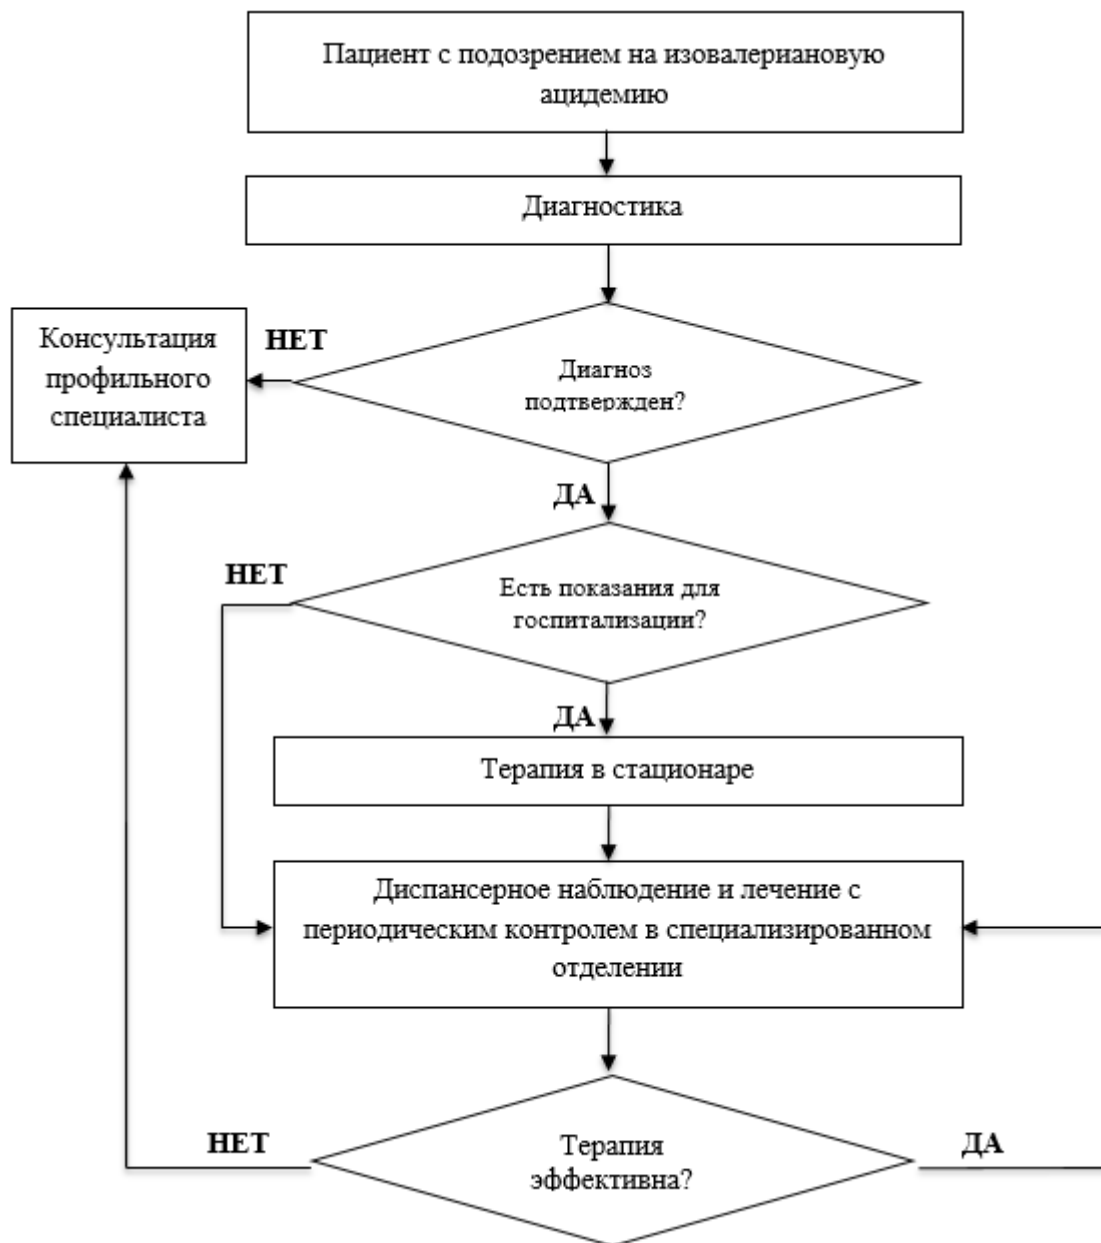 Пациент с подозрением на изовалериановую
ацидемию
Диагностика
Консультация
профильного
специалиста
НЕТ
Диагноз
подтвержден?
ДА
НЕТ
Есть показания для
госпитализации?
ДА
Терапия в стационаре
Диспансерное наблюдение и лечение с
периодическим контролем в специализированном
отделении
НЕТ
Терапия
эффективна?
ДА